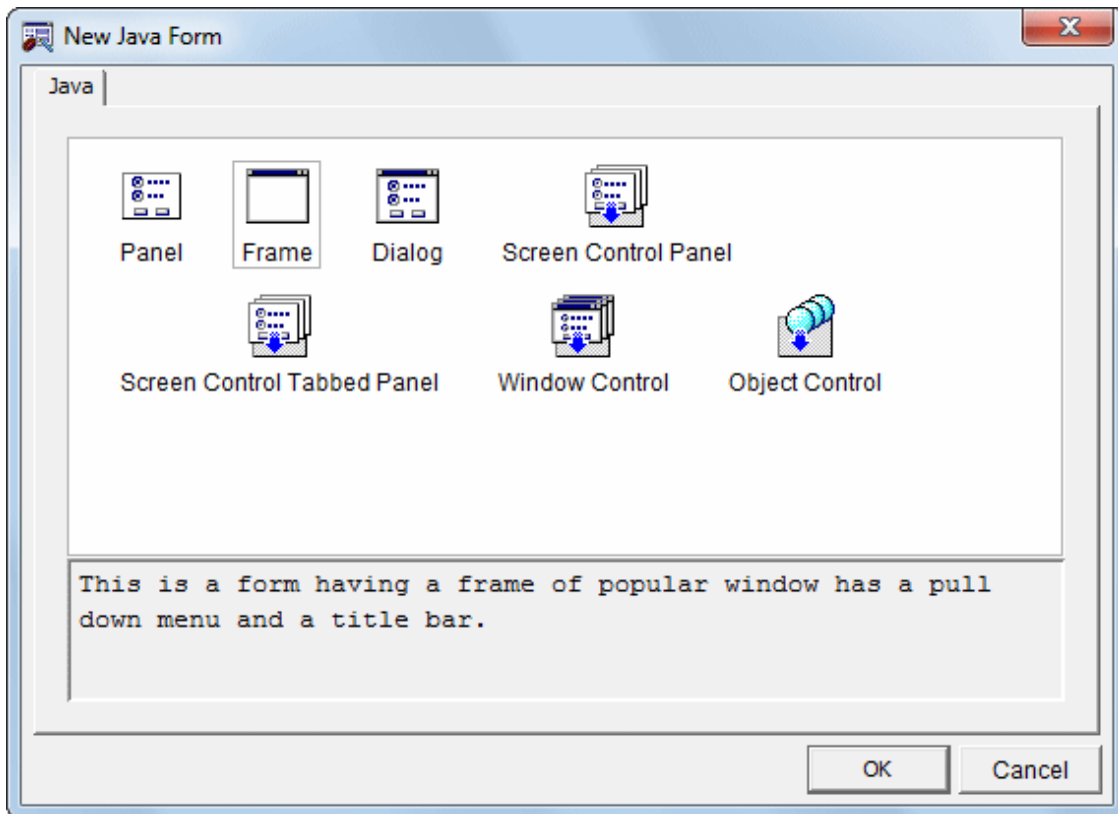 New Java Form
Java
Panel Frame Dialog Screen Control Panel
Screen Control Tabbed Panel Window Control Object Control
This is a form having a frame of popular window has a pull
down menu and a title bar.
OK Cancel